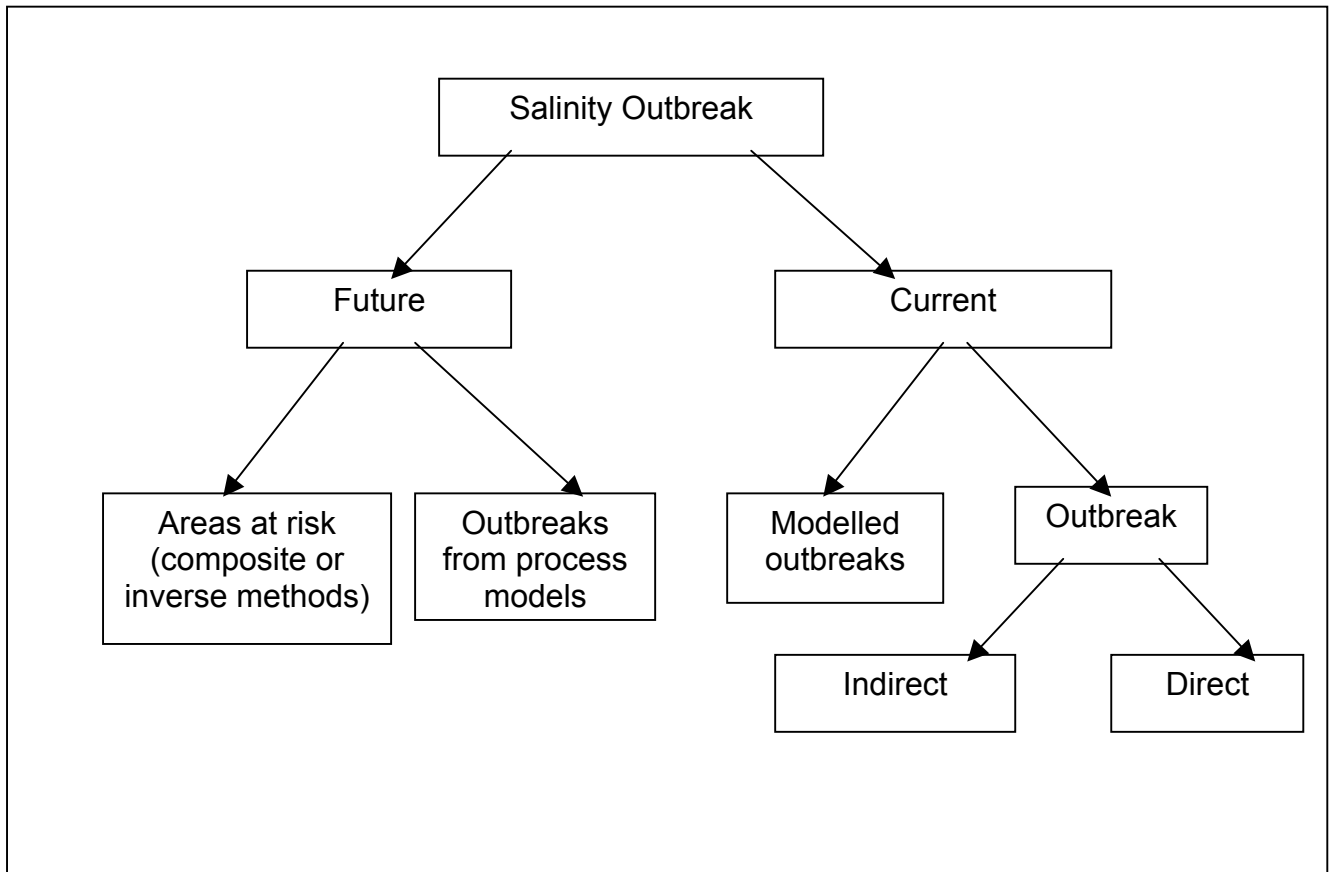 Salinity Outbreak
Future
Current
Areas at risk
(composite or
inverse methods)
Outbreaks
from process
models
Modelled
outbreaks
Outbreak
Indirect
Direct